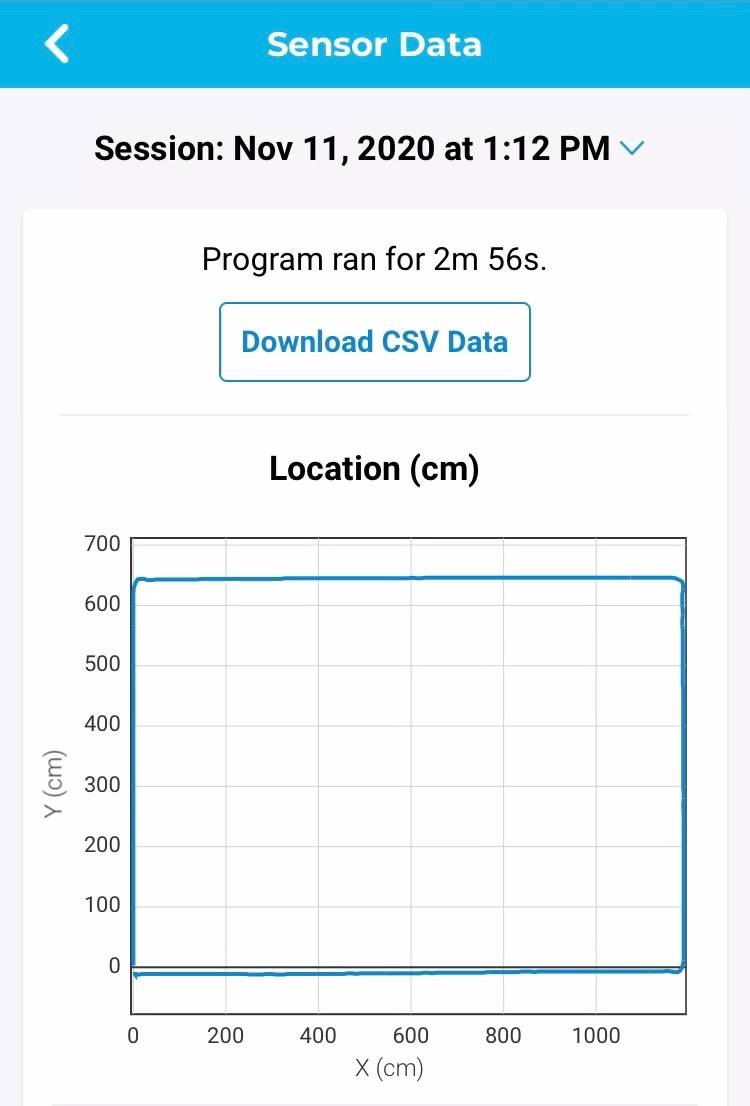 Sensor Data
Session: Nov 11, 2020 at 1:12 PM
Program ran for 2m 56s.
Download CSV Data
Location (cm)
700
600
500
400
300
200
100
0
Y (cm)
0 200 400 600 800 1000
X (cm)